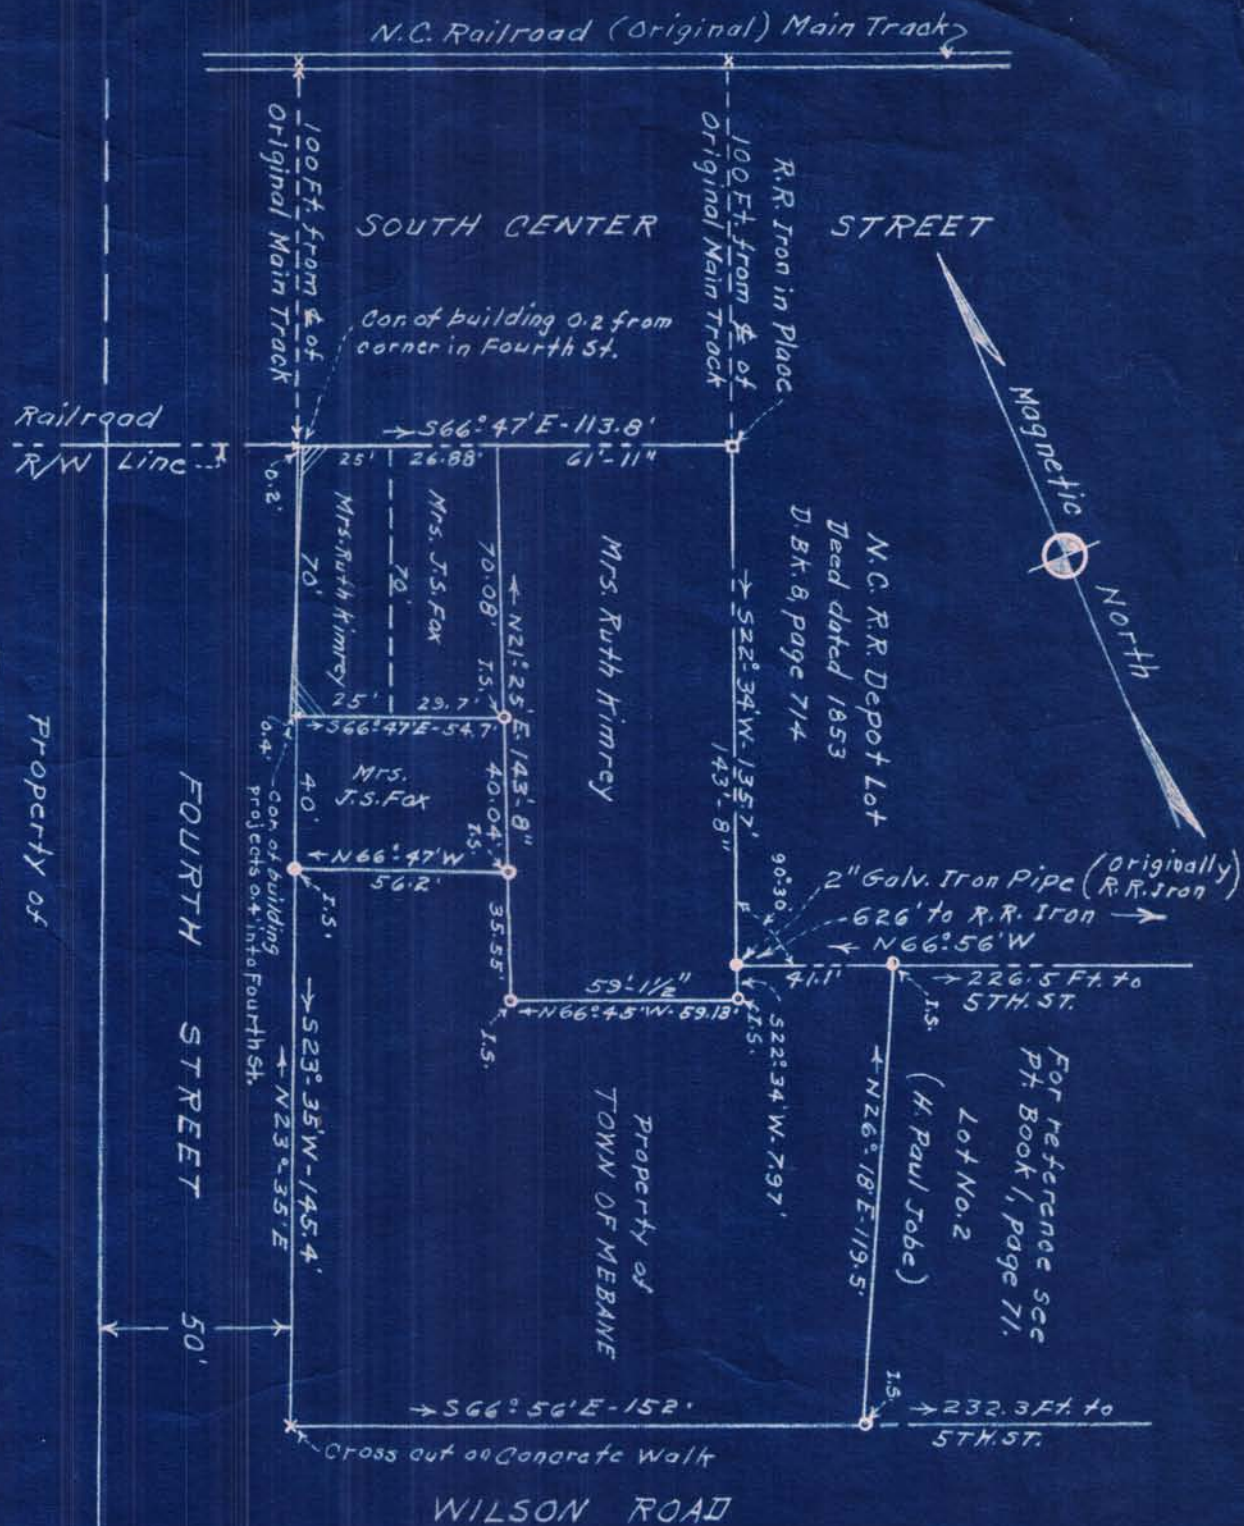 N.C. Railroad (Original) Main Track
100 Ft. from ℄ of
Original Main Track
100 Ft. from ℄ of
Original Main Track
R.R. Iron in Place
SOUTH CENTER STREET
Cor. of building 0.2 from
corner in Fourth St.
Magnetic North
Railroad
R/W Line
0.2'
S66°47'E-113.8'
25' 26.88' 61'-11"
Mrs. Ruth Kimrey
70'
70'
Mrs. J.S. Fox
70.08'
N21°25'E-143'-8"
I.S.
Mrs. Ruth Kimrey
S22°34'W-135.7'
143'-8"
N.C. R.R. Depot Lot
Deed dated 1853
D.Bk. 8, page 714
25' 29.7'
S66°47'E-54.7'
0.4'
Cor. of building
projects 0.4' into Fourth St.
40'
Mrs.
J.S. Fox
40.04'
I.S.
N66°47'W
56.2'
I.S.
35.55'
90°30'
2" Galv. Iron Pipe (Originally
R.R. Iron)
626' to R.R. Iron
N66°56'W
41.1'
226.5 Ft. to
5TH. ST.
I.S.
59'-1 1/2"
N66°45'W-59.13'
I.S.
I.S.
S22°34'W-7.97'
Property of
FOURTH STREET
50'
S23°35'W-145.4'
N23°35'E
Property of
TOWN OF MEBANE
N26°18'E-119.5'
(H. Paul Jobe)
Lot No. 2
For reference see
Pt. Book 1, page 71.
I.S.
S66°56'E-152'
232.3 Ft. to
5TH. ST.
Cross cut on Concrete Walk
WILSON ROAD